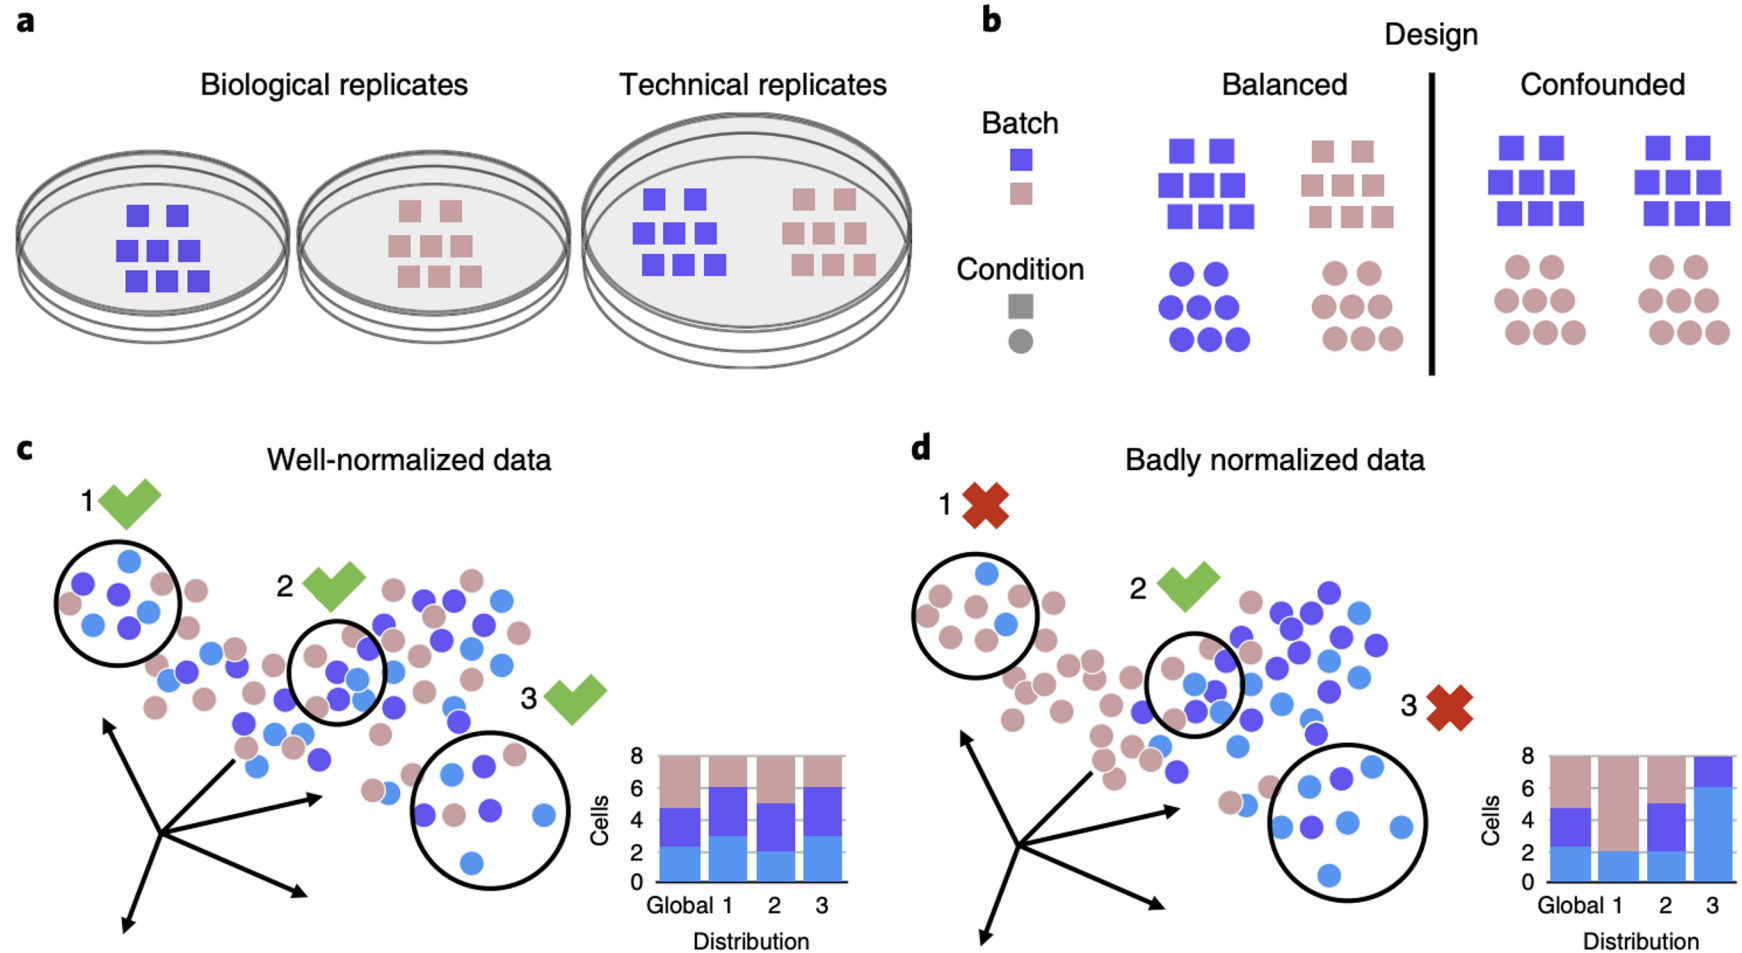 a
Biological replicates
Technical replicates
b
Design
Balanced
Confounded
Batch
Condition
c
Well-normalized data
1
2
3
8
6
4
2
0
Cells
Global 1 2 3
Distribution
d
Badly normalized data
1
2
3
8
6
4
2
0
Cells
Global 1 2 3
Distribution